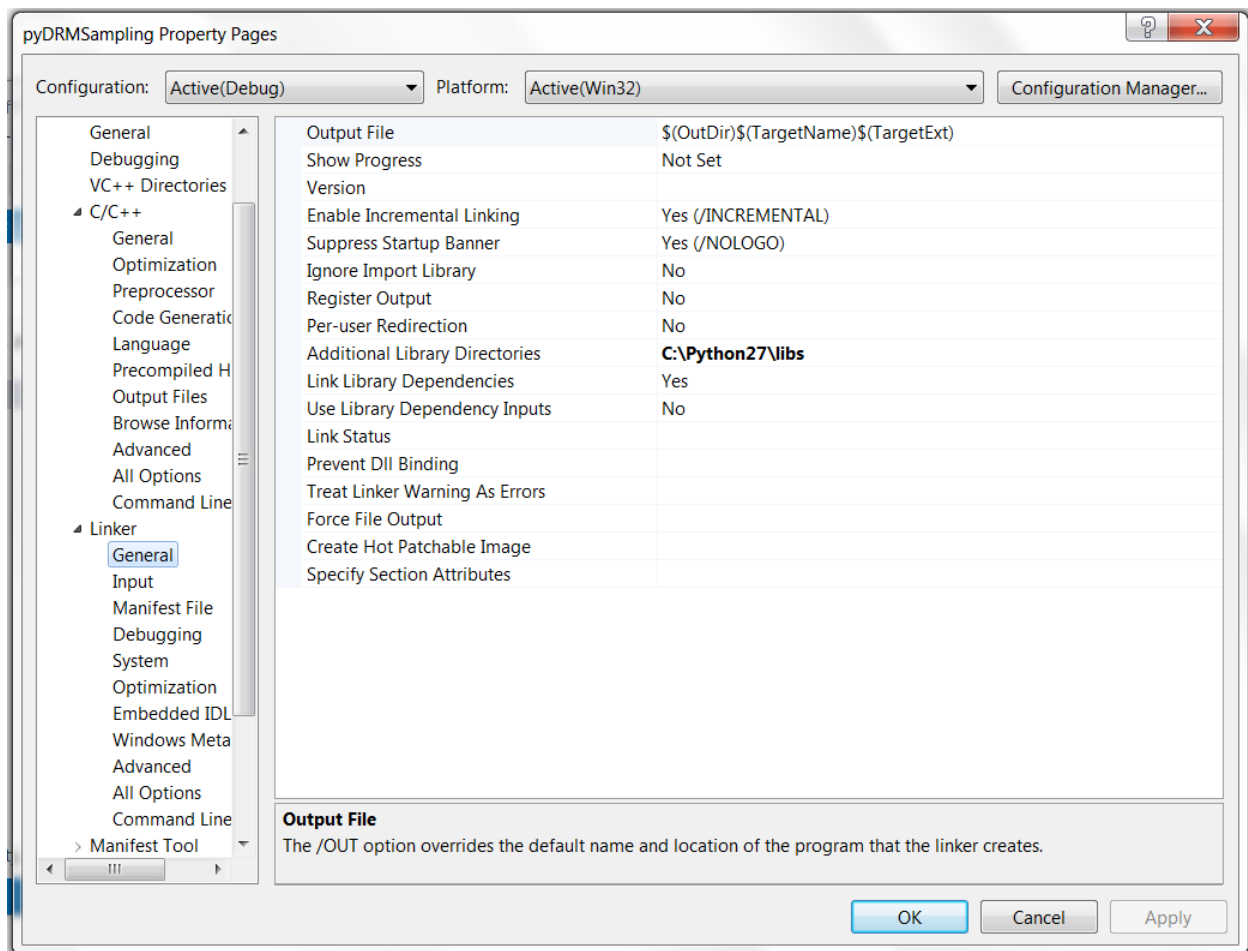 pyDRMSampling Property Pages
Configuration: Active(Debug) Platform: Active(Win32) Configuration Manager...
General
Debugging
VC++ Directories
C/C++
General
Optimization
Preprocessor
Code Generatic
Language
Precompiled H
Output Files
Browse Informa
Advanced
All Options
Command Line
Linker
General
Input
Manifest File
Debugging
System
Optimization
Embedded IDL
Windows Meta
Advanced
All Options
Command Line
Manifest Tool
Output File $(OutDir)$(TargetName)$(TargetExt)
Show Progress Not Set
Version
Enable Incremental Linking Yes (/INCREMENTAL)
Suppress Startup Banner Yes (/NOLOGO)
Ignore Import Library No
Register Output No
Per-user Redirection No
Additional Library Directories C:\Python27\libs
Link Library Dependencies Yes
Use Library Dependency Inputs No
Link Status
Prevent Dll Binding
Treat Linker Warning As Errors
Force File Output
Create Hot Patchable Image
Specify Section Attributes
Output File
The /OUT option overrides the default name and location of the program that the linker creates.
OK Cancel Apply